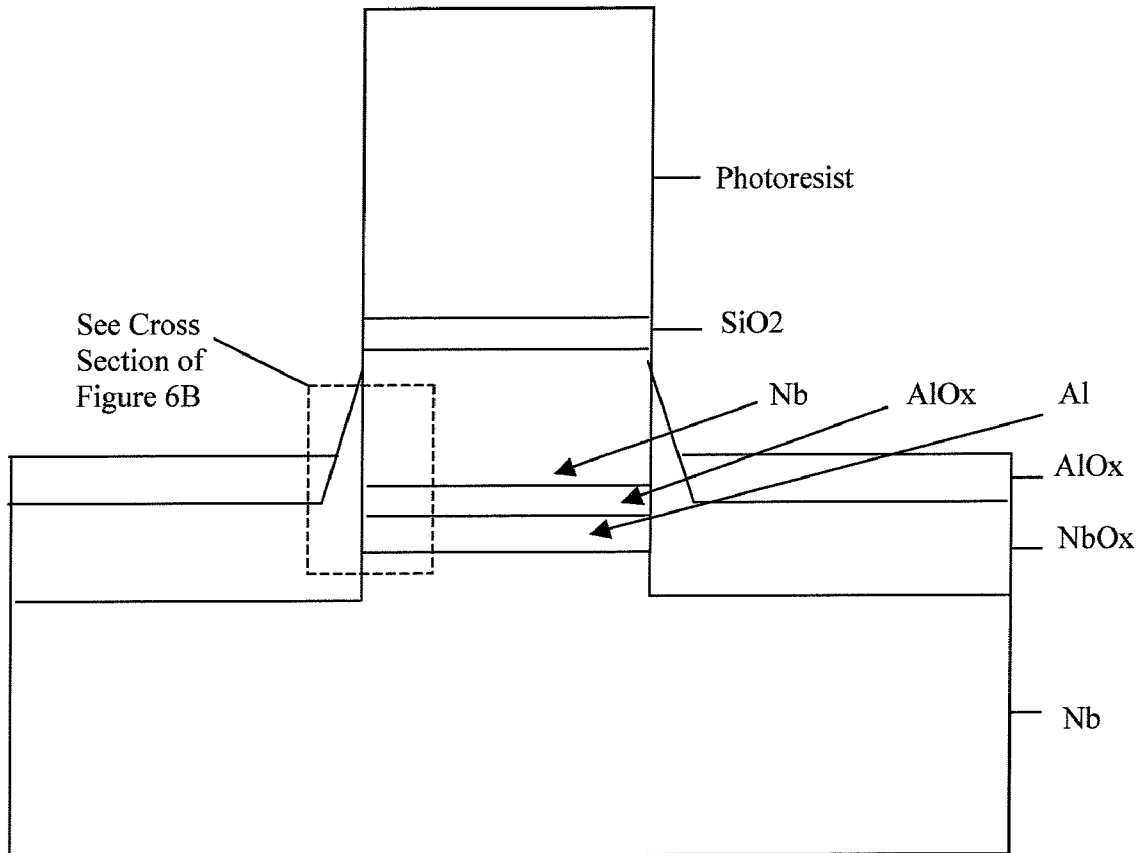 Photoresist
SiO2
See Cross
Section of
Figure 6B
Nb
AlOx
Al
AlOx
NbOx
Nb